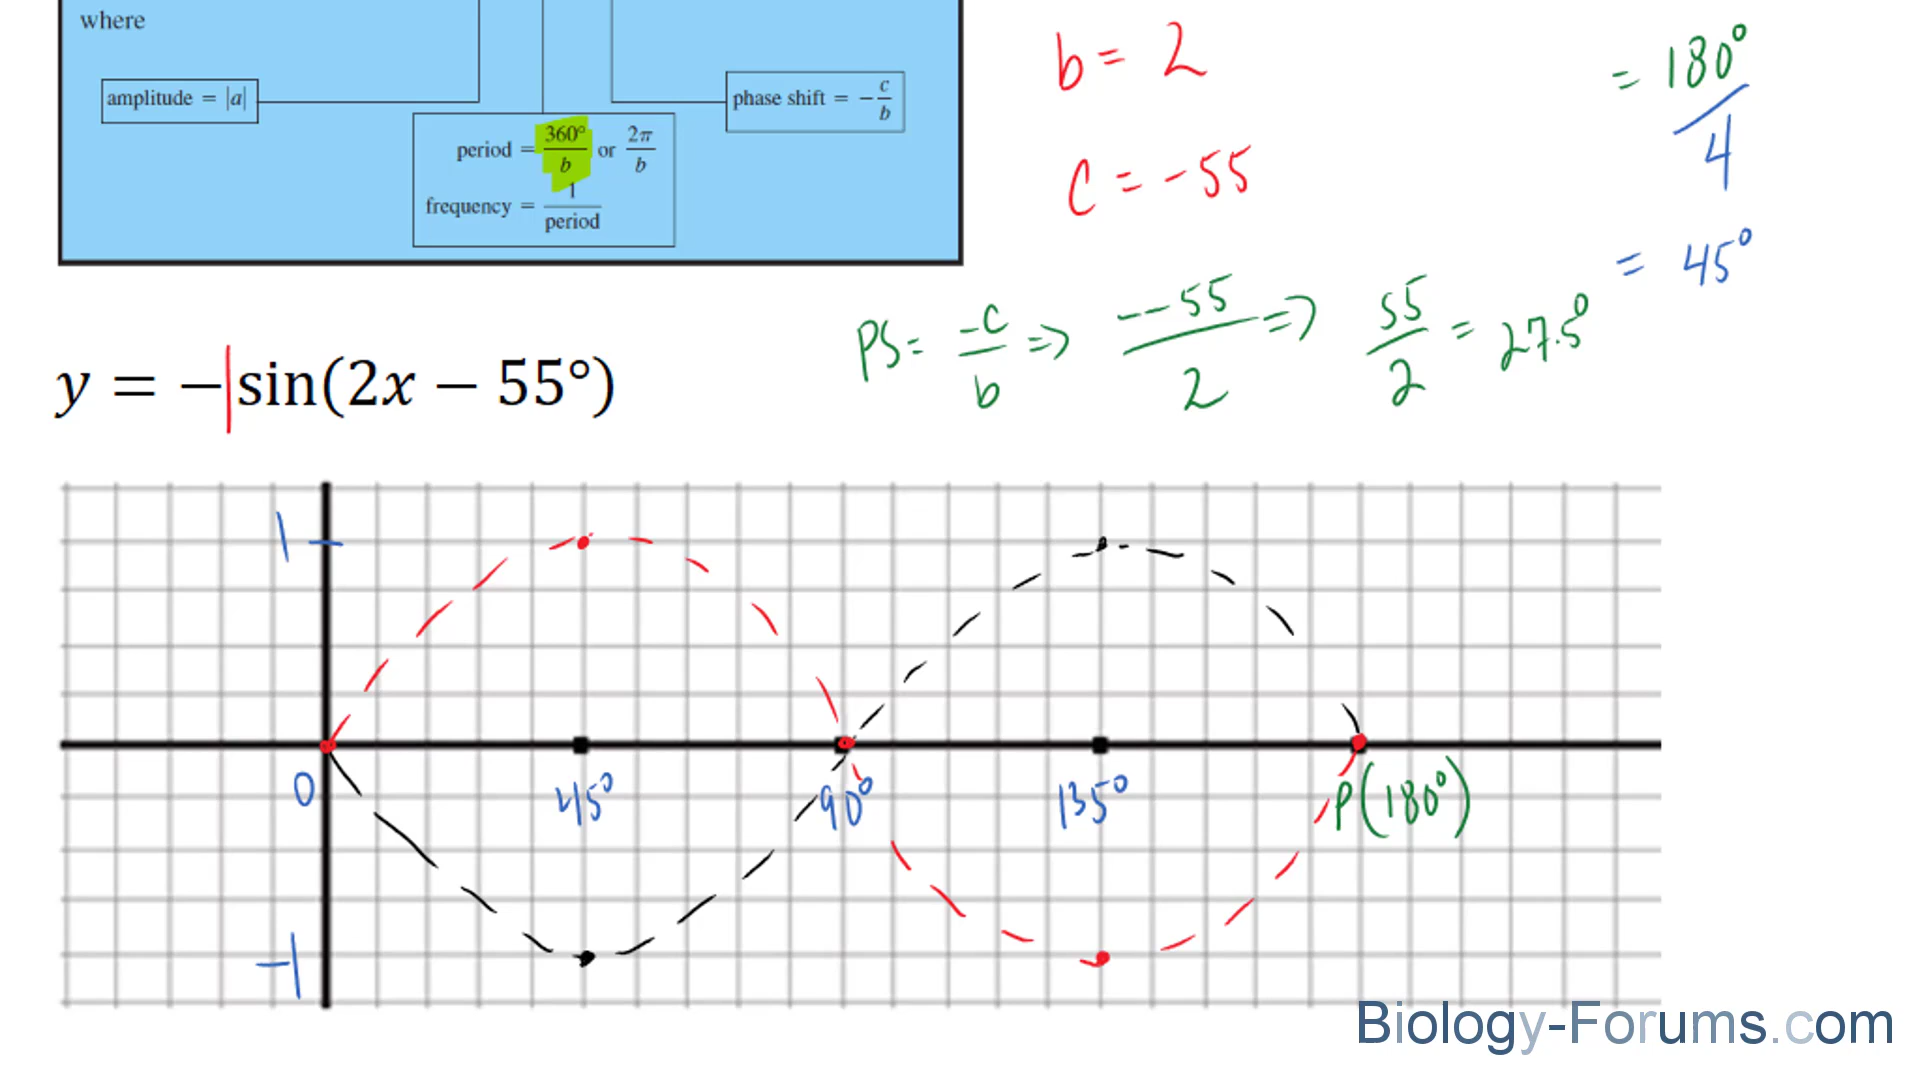 where
amplitude = |a|
phase shift = -c/b
period = 360°/b or 2π/b
frequency = 1/period
b = 2
c = -55
= 180°/4
= 45°
PS = -c/b => --55/2 => 55/2 = 27.5°
y = -|sin(2x − 55°)
1
0 45° 90° 135° P(180°)
-1
Biology-Forums.com